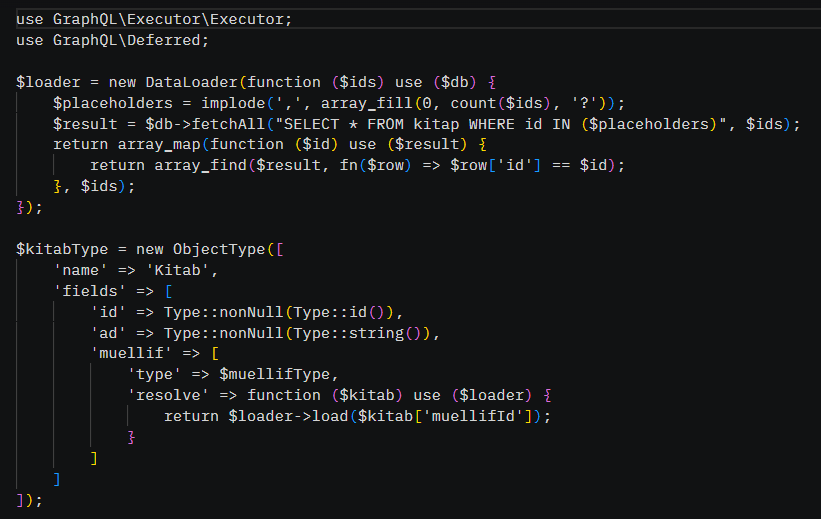 use GraphQL\Executor\Executor;
use GraphQL\Deferred;

$loader = new DataLoader(function ($ids) use ($db) {
    $placeholders = implode(',', array_fill(0, count($ids), '?'));
    $result = $db->fetchAll("SELECT * FROM kitap WHERE id IN ($placeholders)", $ids);
    return array_map(function ($id) use ($result) {
        return array_find($result, fn($row) => $row['id'] == $id);
    }, $ids);
});

$kitabType = new ObjectType([
    'name' => 'Kitab',
    'fields' => [
        'id' => Type::nonNull(Type::id()),
        'ad' => Type::nonNull(Type::string()),
        'muellif' => [
            'type' => $muellifType,
            'resolve' => function ($kitab) use ($loader) {
                return $loader->load($kitab['muellifId']);
            }
        ]
    ]
]);